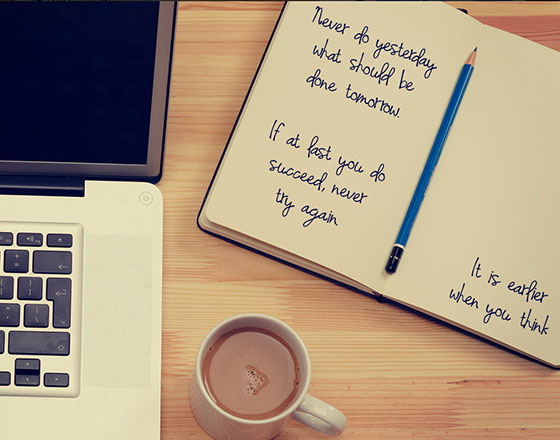 Never do yesterday
what should be
done tomorrow.
If at last you do
succeed, never
try again
It is earlier
when you think